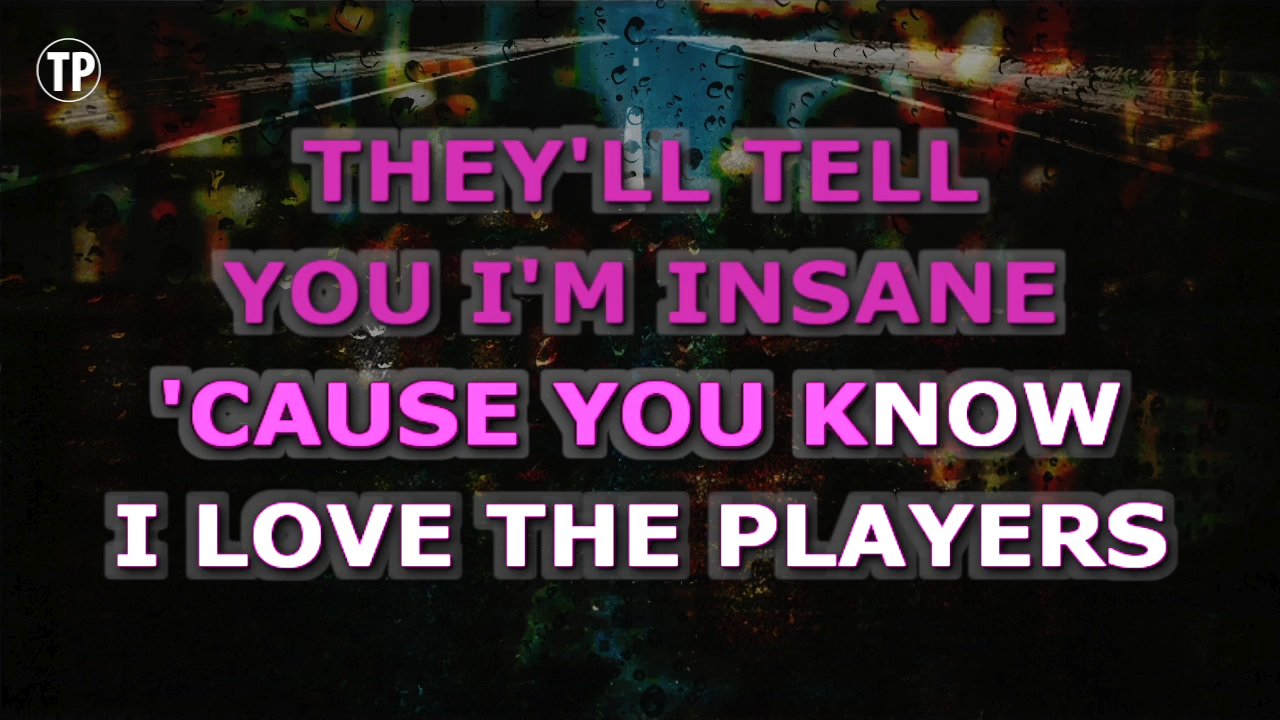 TP
THEY'LL TELL
YOU I'M INSANE
'CAUSE YOU KNOW
I LOVE THE PLAYERS